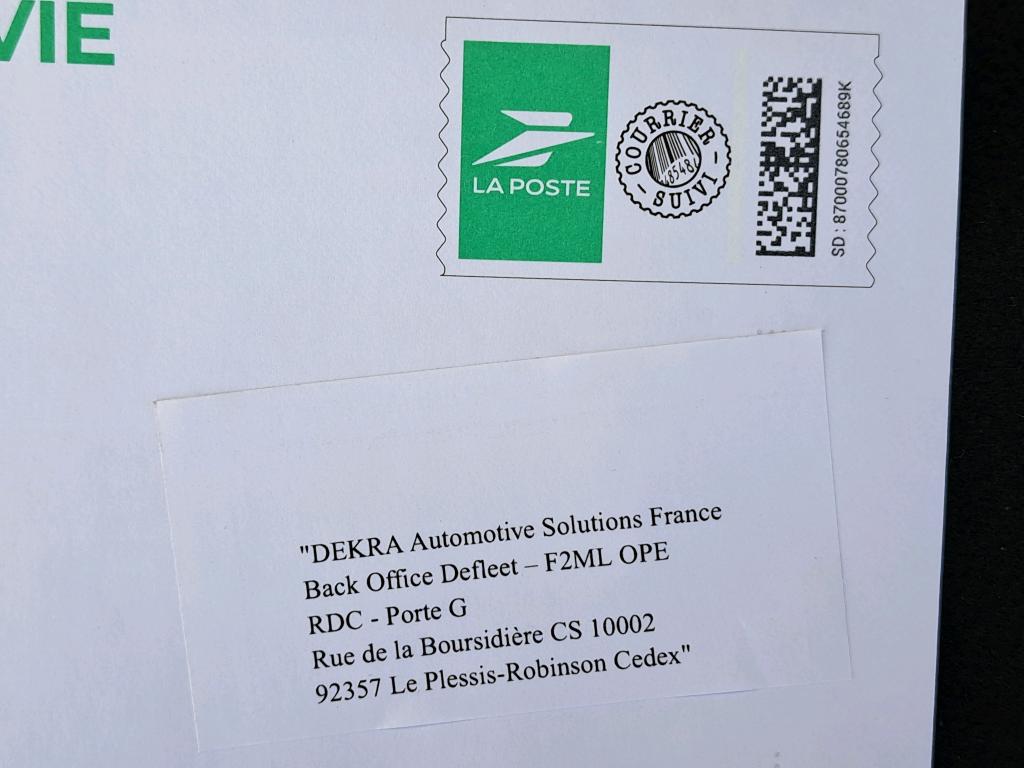 VIE
LA POSTE
COURRIER
SUIVI
SD : 87000780654689K
"DEKRA Automotive Solutions France
Back Office Defleet – F2ML OPE
RDC - Porte G
Rue de la Boursidière CS 10002
92357 Le Plessis-Robinson Cedex"